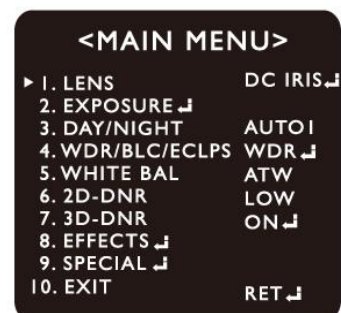 <MAIN MENU>
▶ 1. LENS DC IRIS↵
2. EXPOSURE↵
3. DAY/NIGHT AUTO1
4. WDR/BLC/ECLPS WDR↵
5. WHITE BAL ATW
6. 2D-DNR LOW
7. 3D-DNR ON↵
8. EFFECTS ↵
9. SPECIAL ↵
10. EXIT RET↵